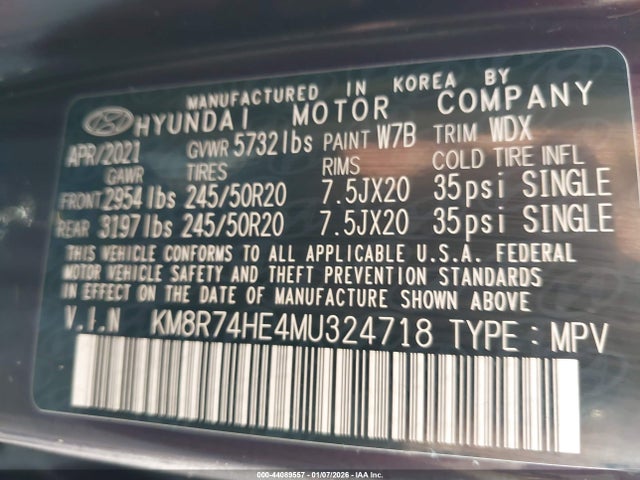 MANUFACTURED IN KOREA BY
HYUNDAI MOTOR COMPANY
APR/2021 GVWR 5732lbs PAINT W7B TRIM WDX
GAWR TIRES RIMS COLD TIRE INFL
FRONT 2954lbs 245/50R20 7.5JX20 35psi SINGLE
REAR 3197lbs 245/50R20 7.5JX20 35psi SINGLE
THIS VEHICLE CONFORMS TO ALL APPLICABLE U.S.A. FEDERAL
MOTOR VEHICLE SAFETY AND THEFT PREVENTION STANDARDS
IN EFFECT ON THE DATE OF MANUFACTURE SHOWN ABOVE
V.I.N KM8R74HE4MU324718 TYPE : MPV
000-44089557 - 01/07/2026 - IAA Inc.